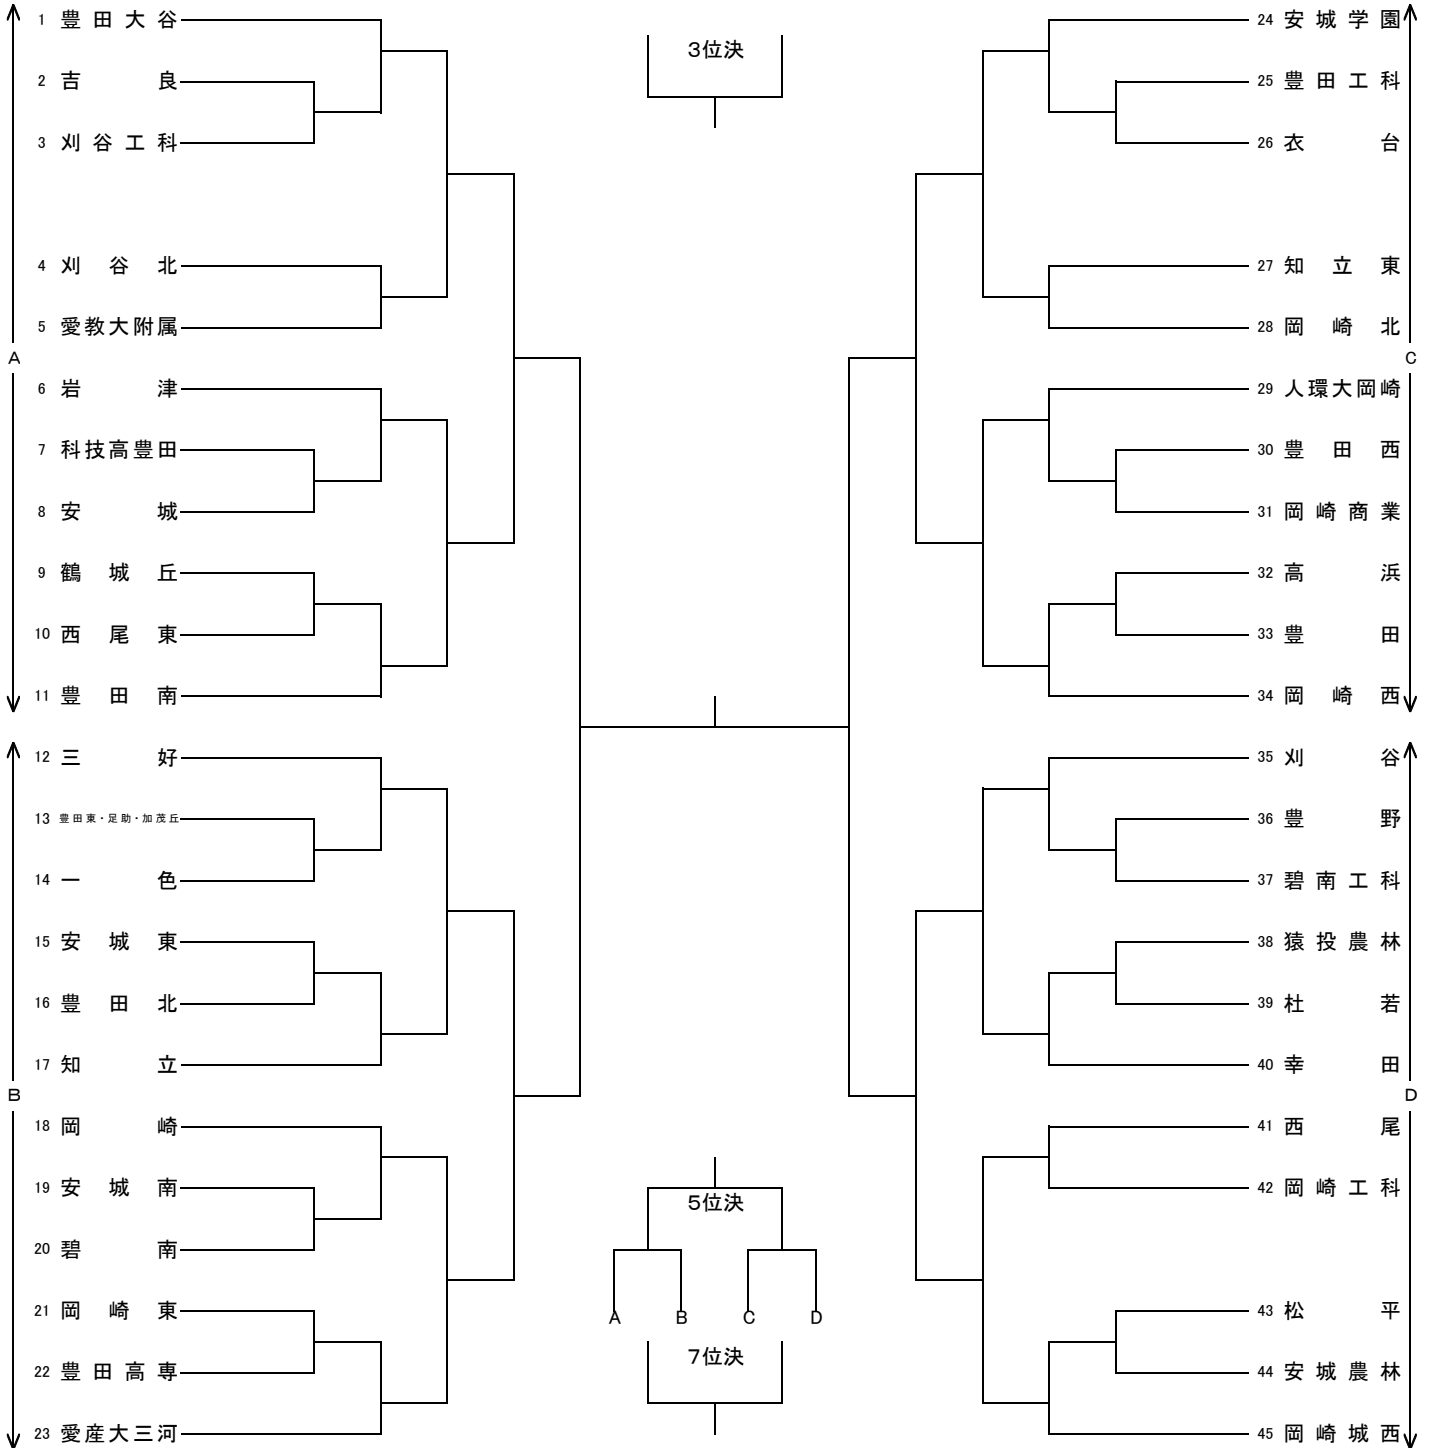 1 豊田大谷
2 吉良
3 刈谷工科
4 刈谷北
5 愛教大附属
A
6 岩津
7 科技高豊田
8 安城
9 鶴城丘
10 西尾東
11 豊田南
12 三好
13 豊田東・足助・加茂丘
14 一色
15 安城東
16 豊田北
17 知立
B
18 岡崎
19 安城南
20 碧南
21 岡崎東
22 豊田高専
23 愛産大三河
3位決
5位決
A B C D
7位決
24 安城学園
25 豊田工科
26 衣台
27 知立東
28 岡崎北
C
29 人環大岡崎
30 豊田西
31 岡崎商業
32 高浜
33 豊田
34 岡崎西
35 刈谷
36 豊野
37 碧南工科
38 猿投農林
39 杜若
40 幸田
D
41 西尾
42 岡崎工科
43 松平
44 安城農林
45 岡崎城西